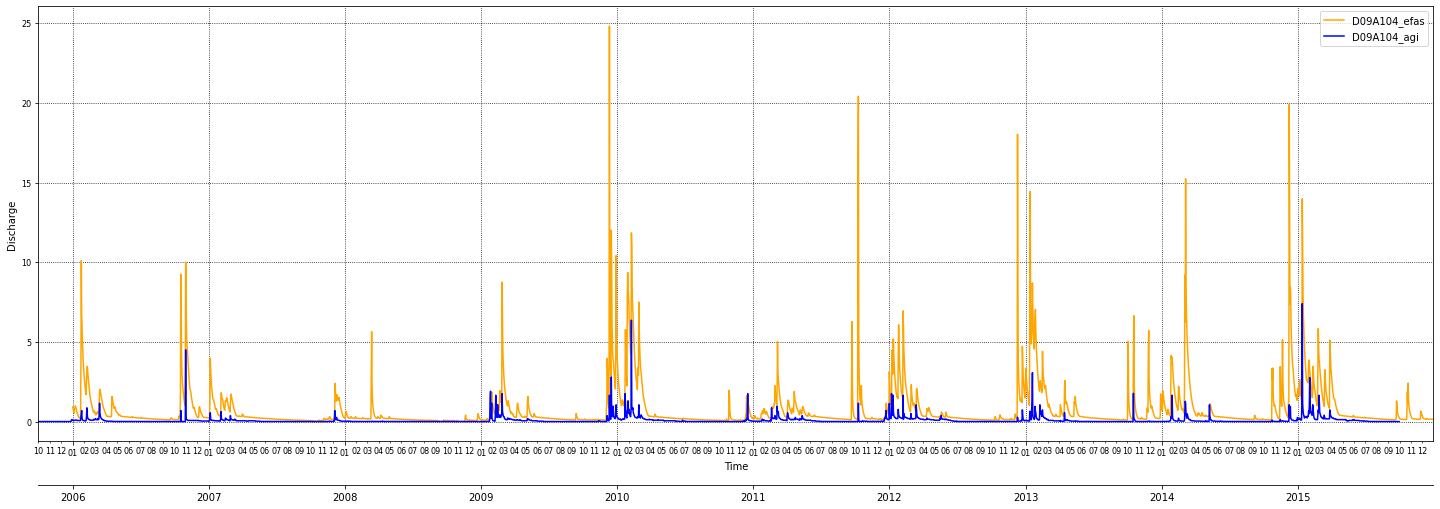 25
20
15
10
5
0
Discharge
D09A104_efas
D09A104_agi
10 11 12 01 02 03 04 05 06 07 08 09 10 11 12 01 02 03 04 05 06 07 08 09 10 11 12 01 02 03 04 05 06 07 08 09 10 11 12 01 02 03 04 05 06 07 08 09 10 11 12 01 02 03 04 05 06 07 08 09 10 11 12 01 02 03 04 05 06 07 08 09 10 11 12 01 02 03 04 05 06 07 08 09 10 11 12 01 02 03 04 05 06 07 08 09 10 11 12 01 02 03 04 05 06 07 08 09 10 11 12 01 02 03 04 05 06 07 08 09 10 11 12
Time
2006 2007 2008 2009 2010 2011 2012 2013 2014 2015